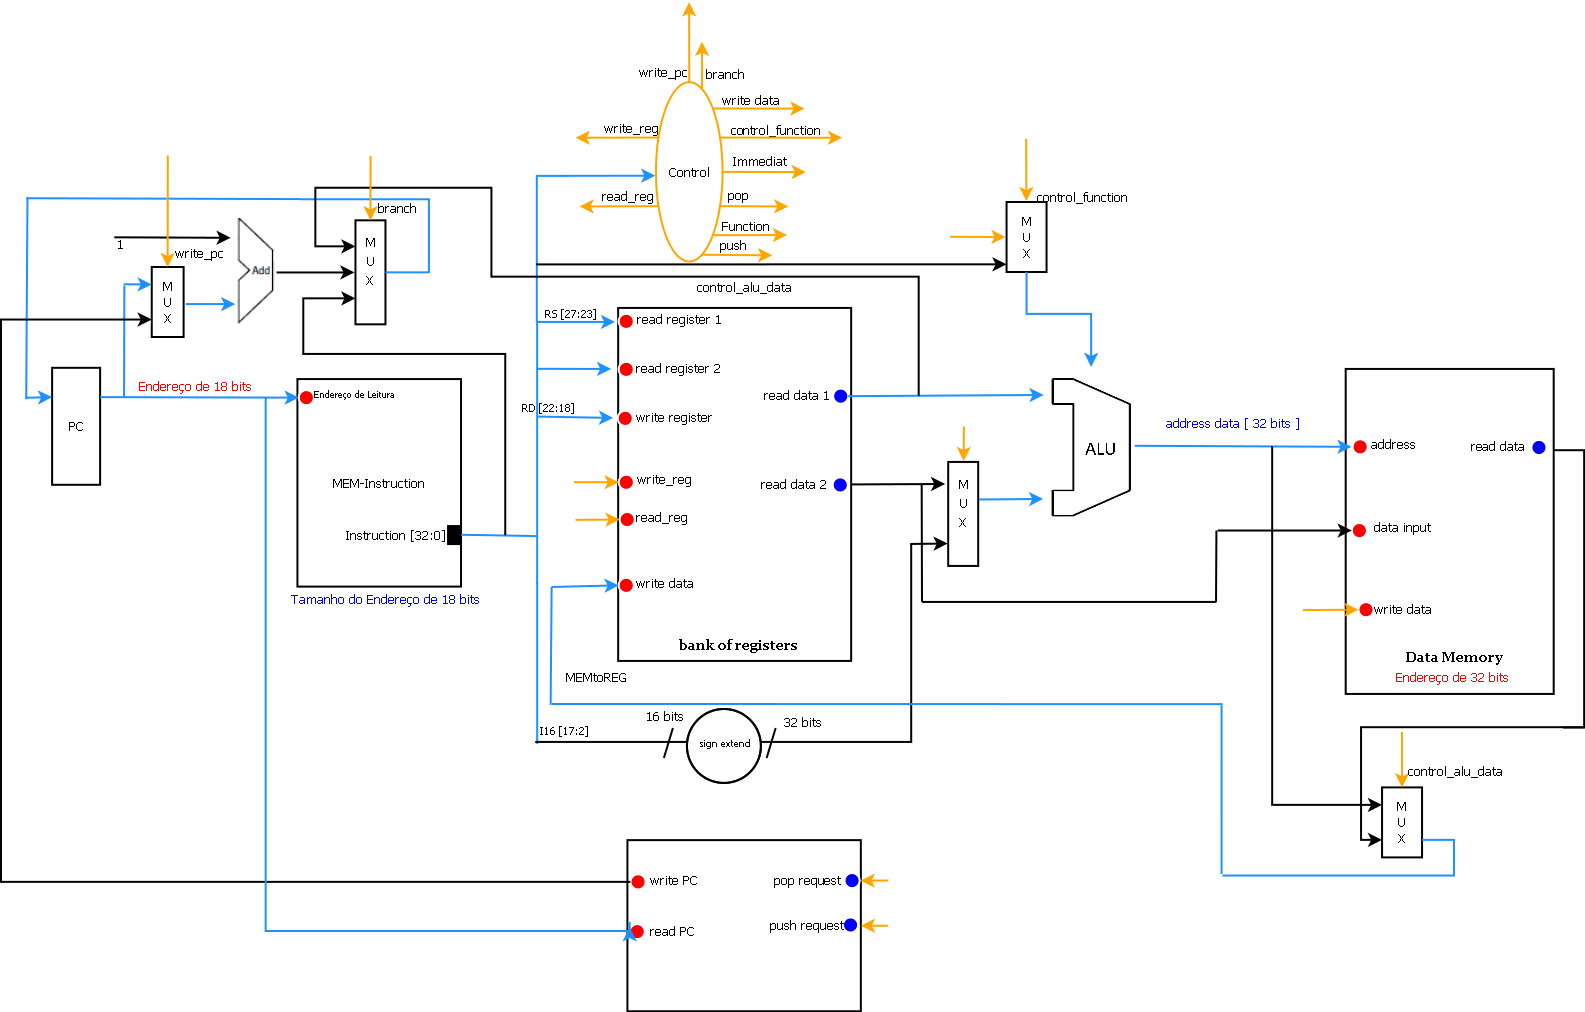 write_pc
branch
write data
write_reg
control_function
Immediat
Control
read_reg
pop
Function
push
control_function
M
U
X
branch
M
U
X
1
write_pc
Add
M
U
X
control_alu_data
RS [27:23]
read register 1
read register 2
RD [22:18]
write register
write_reg
read_reg
write data
read data 1
read data 2
bank of registers
Endereço de 18 bits
PC
Endereço de Leitura
MEM-Instruction
Instruction [32:0]
Tamanho do Endereço de 18 bits
M
U
X
ALU
address data [ 32 bits ]
address
read data
data input
write data
Data Memory
Endereço de 32 bits
MEMtoREG
16 bits
32 bits
I16 [17:2]
sign extend
control_alu_data
M
U
X
write PC
pop request
read PC
push request